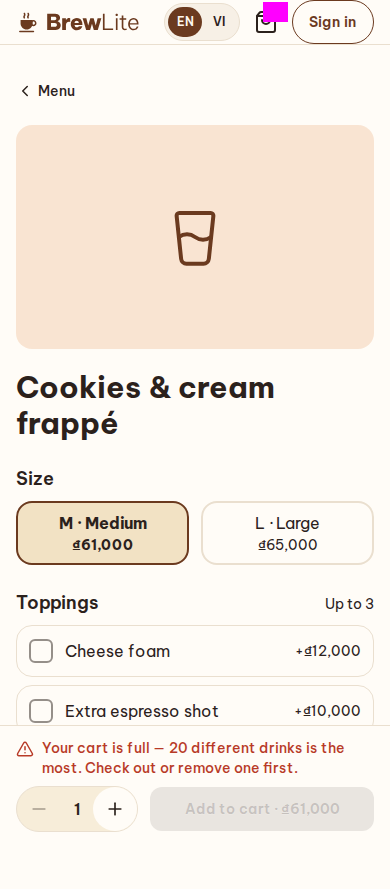 BrewLite
EN VI
Sign in
Menu
Cookies & cream
frappé
Size
M · Medium
₫61,000
L · Large
₫65,000
Toppings
Up to 3
Cheese foam
+₫12,000
Extra espresso shot
+₫10,000
Your cart is full – 20 different drinks is the
most. Check out or remove one first.
1
Add to cart · ₫61,000